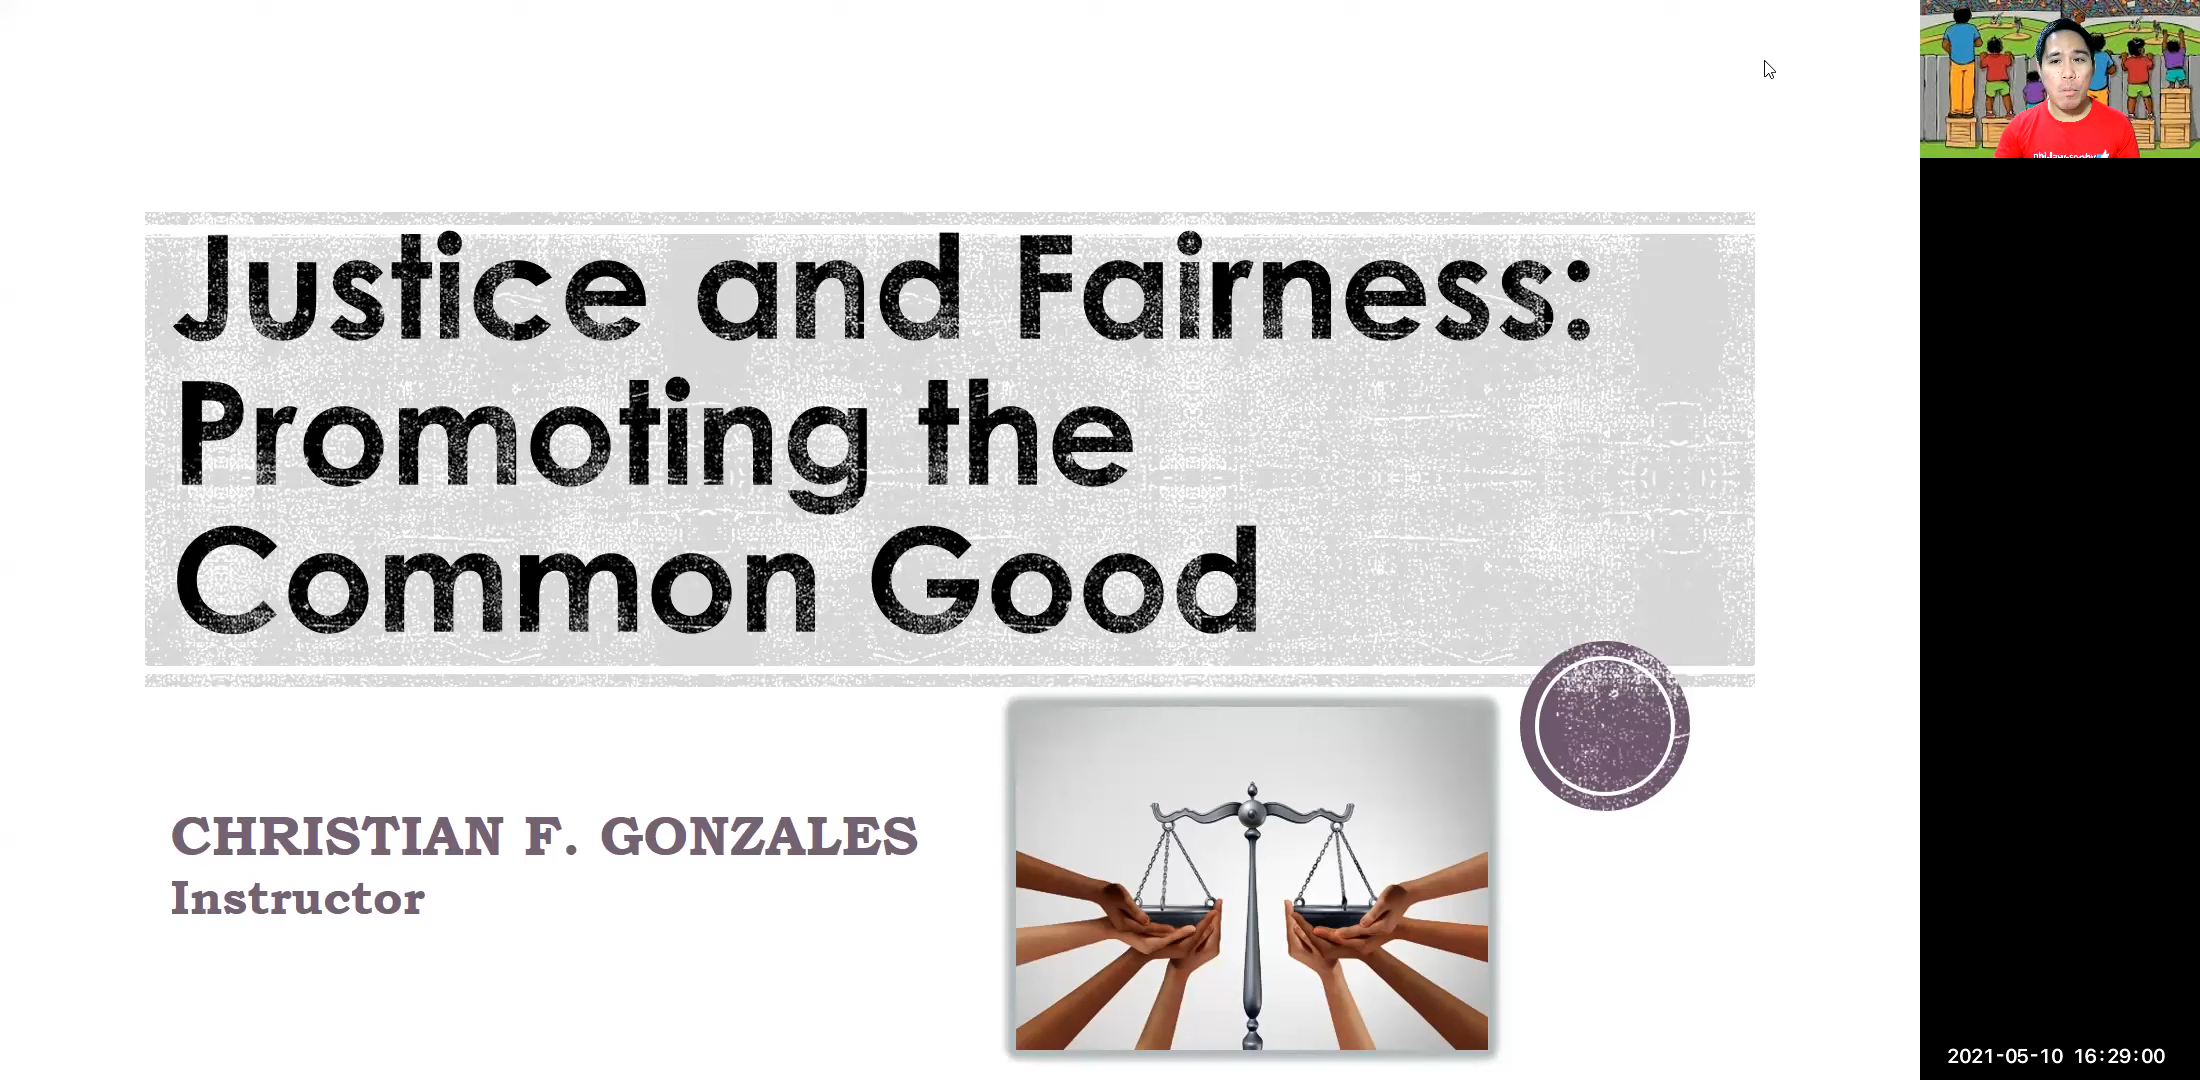 Justice and Fairness:
Promoting the
Common Good
CHRISTIAN F. GONZALES
Instructor
2021-05-10 16:29:00